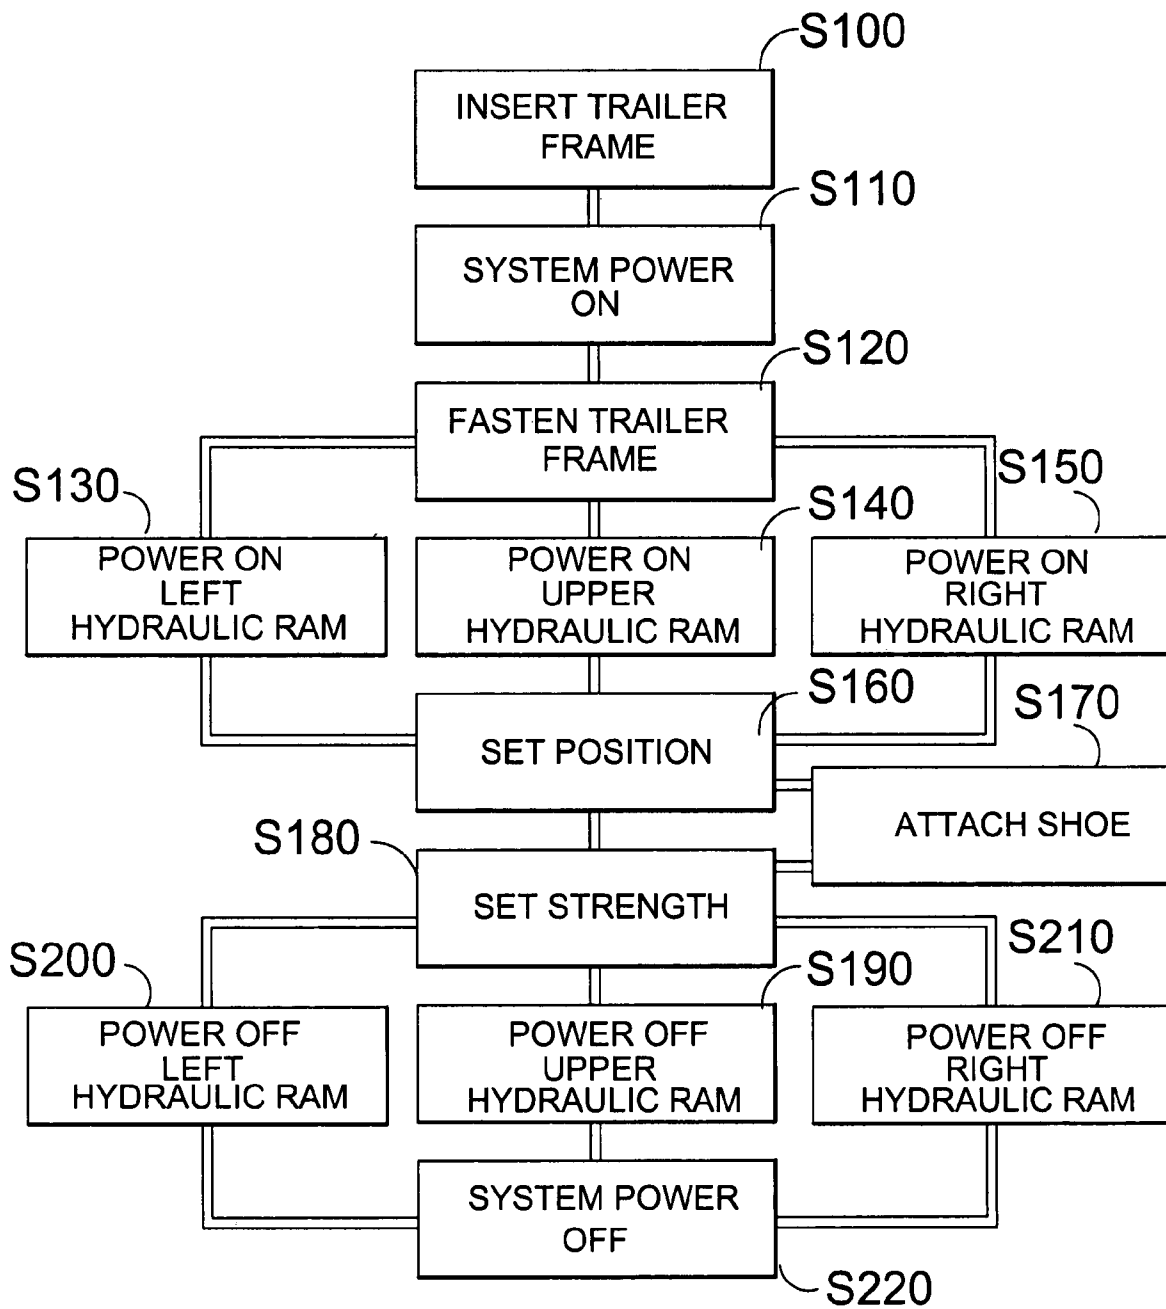 S100
INSERT TRAILER
FRAME
S110
SYSTEM POWER
ON
S120
FASTEN TRAILER
FRAME
S130
POWER ON
LEFT
HYDRAULIC RAM
S140
POWER ON
UPPER
HYDRAULIC RAM
S150
POWER ON
RIGHT
HYDRAULIC RAM
S160
SET POSITION
S170
ATTACH SHOE
S180
SET STRENGTH
S200
POWER OFF
LEFT
HYDRAULIC RAM
S190
POWER OFF
UPPER
HYDRAULIC RAM
S210
POWER OFF
RIGHT
HYDRAULIC RAM
SYSTEM POWER
OFF
S220